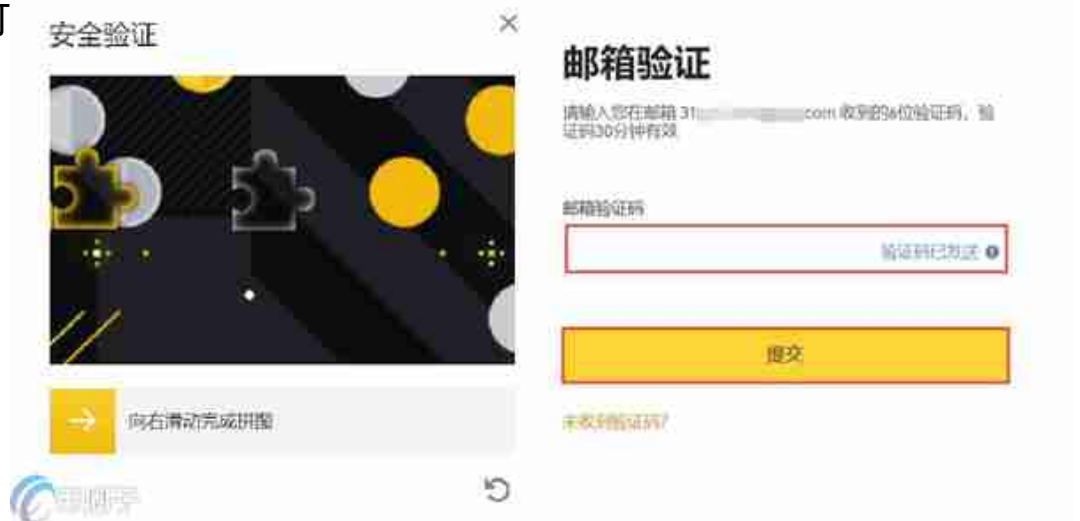 安全验证
向右滑动完成拼图
邮箱验证
请输入您在邮箱 31 com 收到的6位验证码，验
证码30分钟有效
邮箱验证码
验证码已发送
提交
未收到验证码?